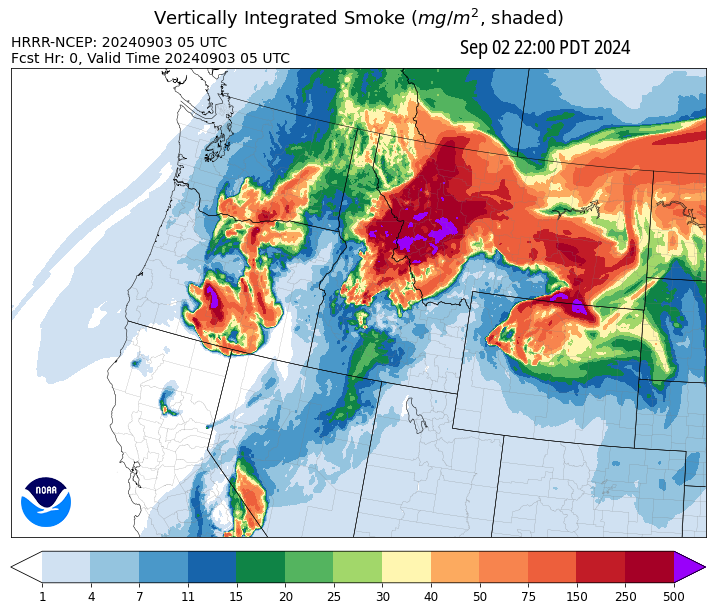 Vertically Integrated Smoke (mg/m², shaded)
HRRR-NCEP: 20240903 05 UTC
Fcst Hr: 0, Valid Time 20240903 05 UTC
Sep 02 22:00 PDT 2024
NOAA
1 4 7 11 15 20 25 30 40 50 75 150 250 500